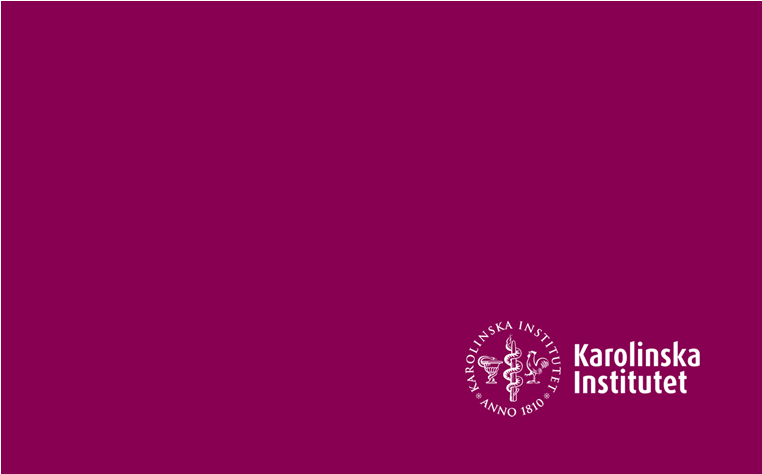 KAROLINSKA INSTITUTET
ANNO 1810
Karolinska
Institutet